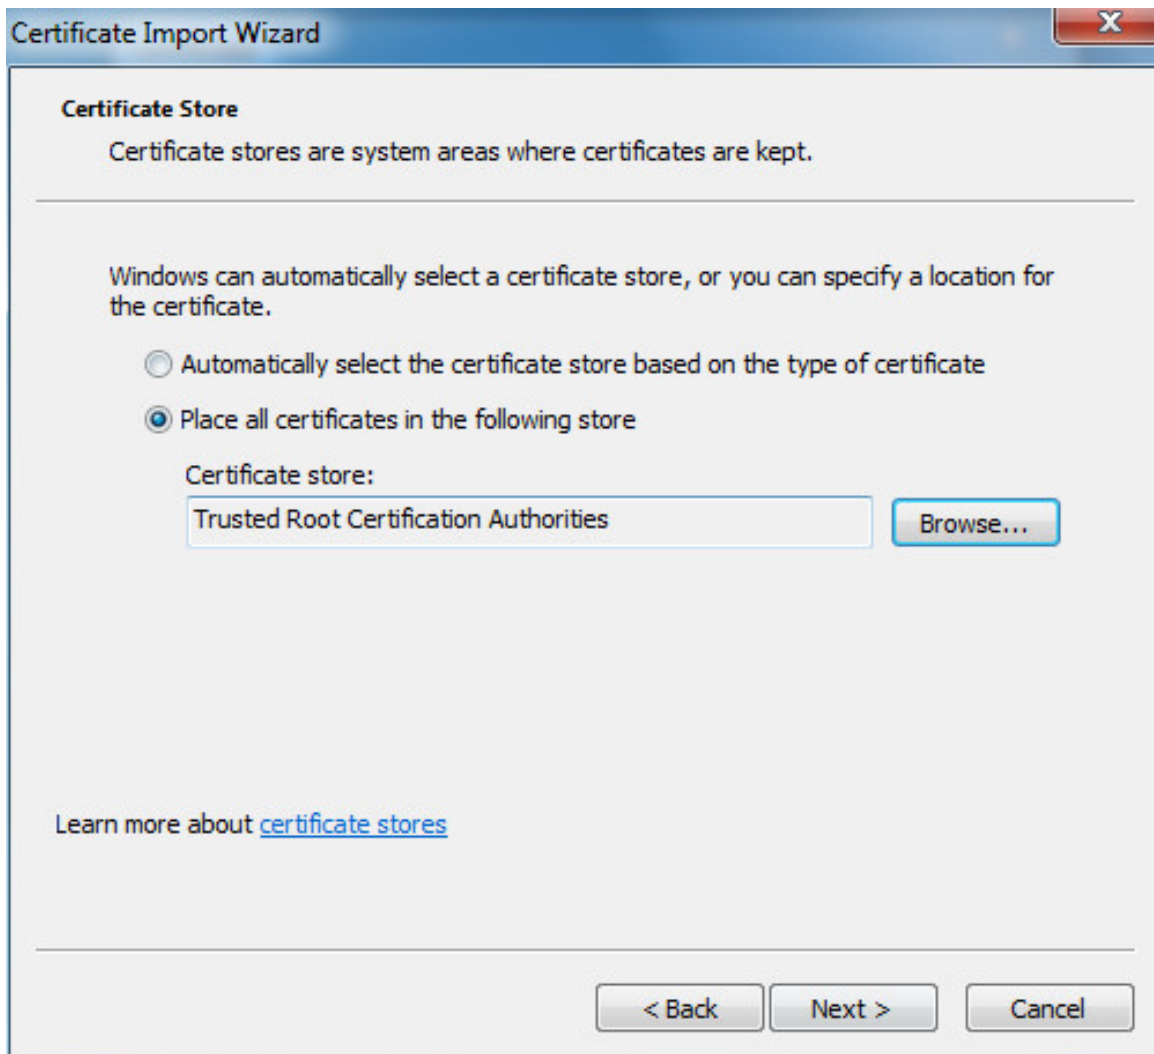 Certificate Import Wizard
Certificate Store
Certificate stores are system areas where certificates are kept.
Windows can automatically select a certificate store, or you can specify a location for
the certificate.
Automatically select the certificate store based on the type of certificate
Place all certificates in the following store
Certificate store:
Trusted Root Certification Authorities
Browse...
Learn more about certificate stores
< Back Next > Cancel